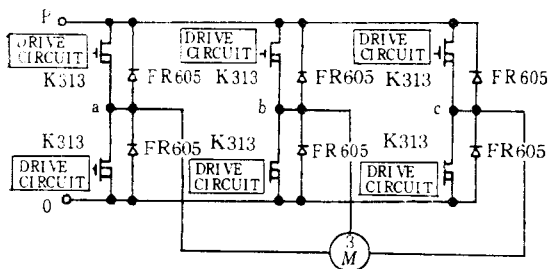 P
DRIVE
CIRCUIT
DRIVE
CIRCUIT
DRIVE
CIRCUIT
FR605
FR605
FR605
K313
K313
K313
a
b
c
K313
K313
K313
FR605
FR605
FR605
DRIVE
CIRCUIT
DRIVE
CIRCUIT
DRIVE
CIRCUIT
0
3
M